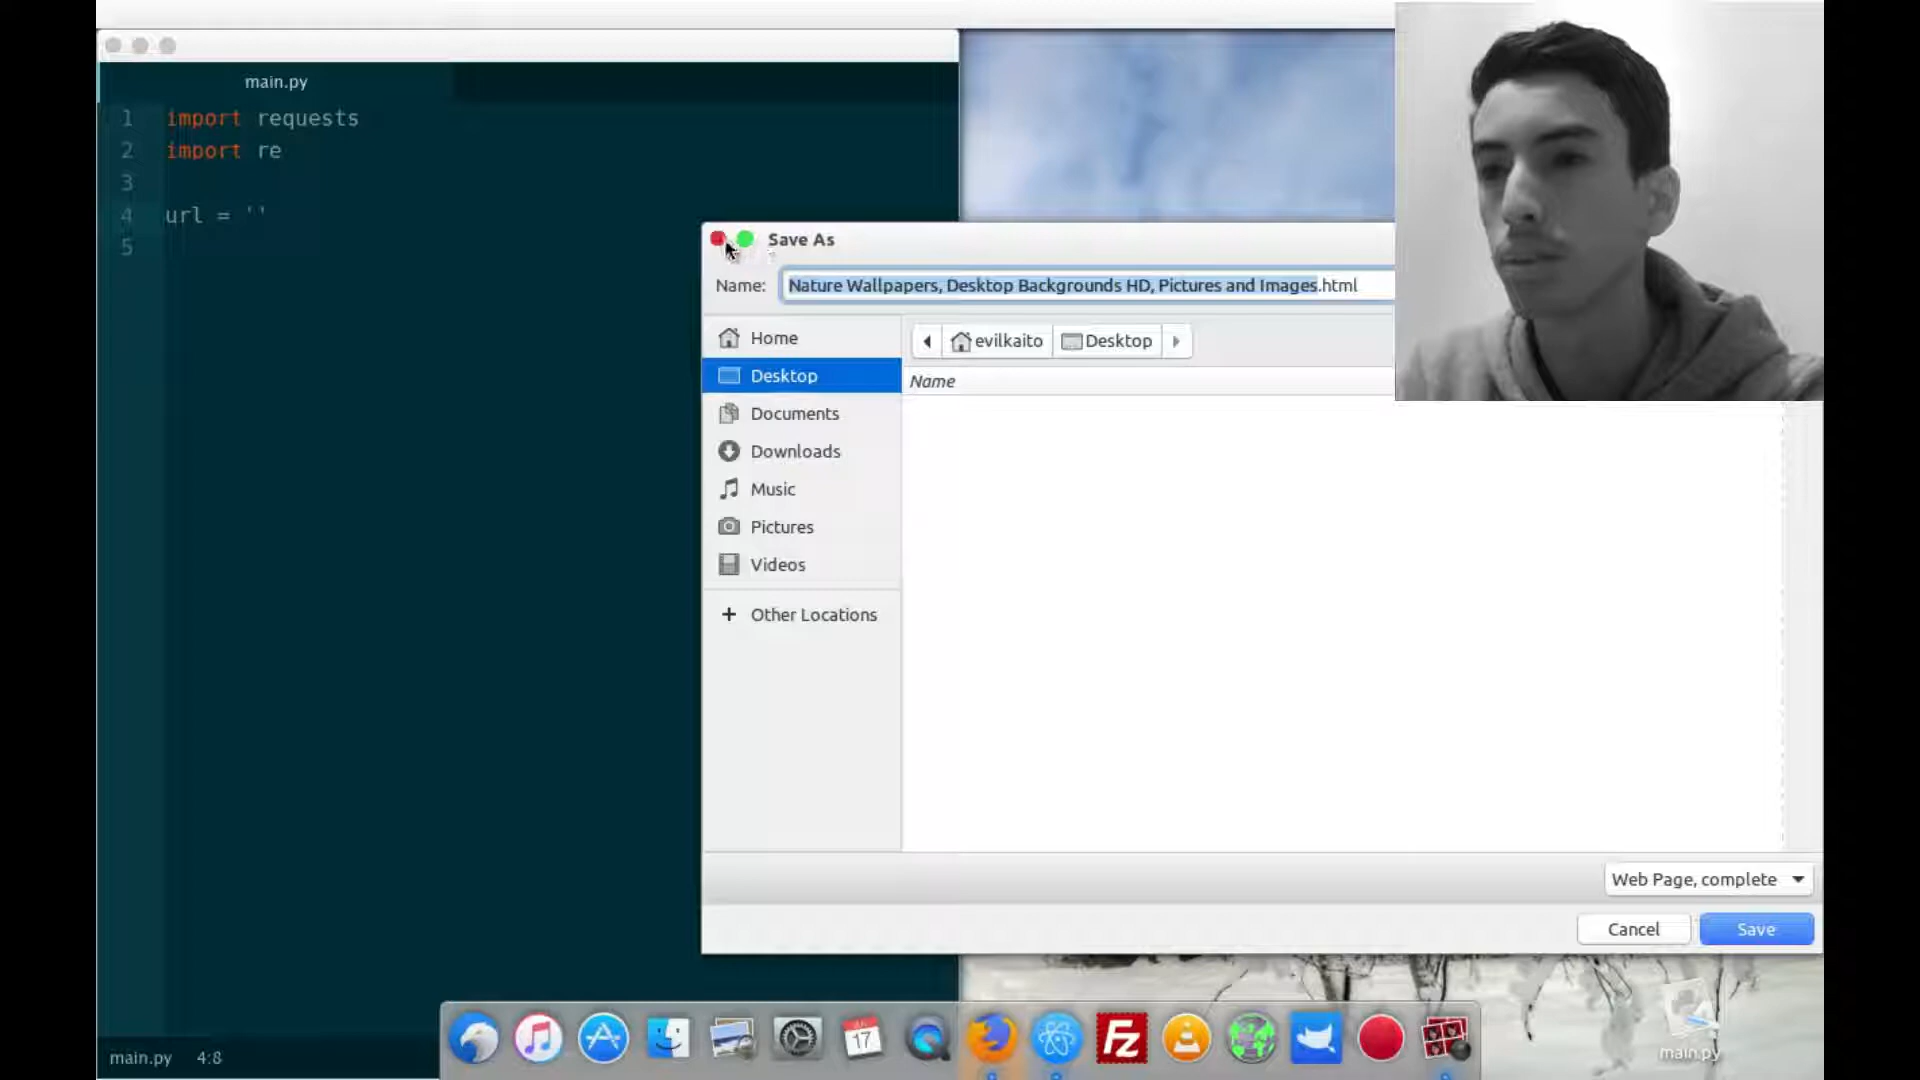 main.py
1 import requests
2 import re
3
4 url = ''
5
Save As
Name: Nature Wallpapers, Desktop Backgrounds HD, Pictures and Images.html
Home
Desktop
Documents
Downloads
Music
Pictures
Videos
+ Other Locations
evilkaito
Desktop
Name
Web Page, complete
Cancel
Save
17
FZ
main.py
main.py 4:8